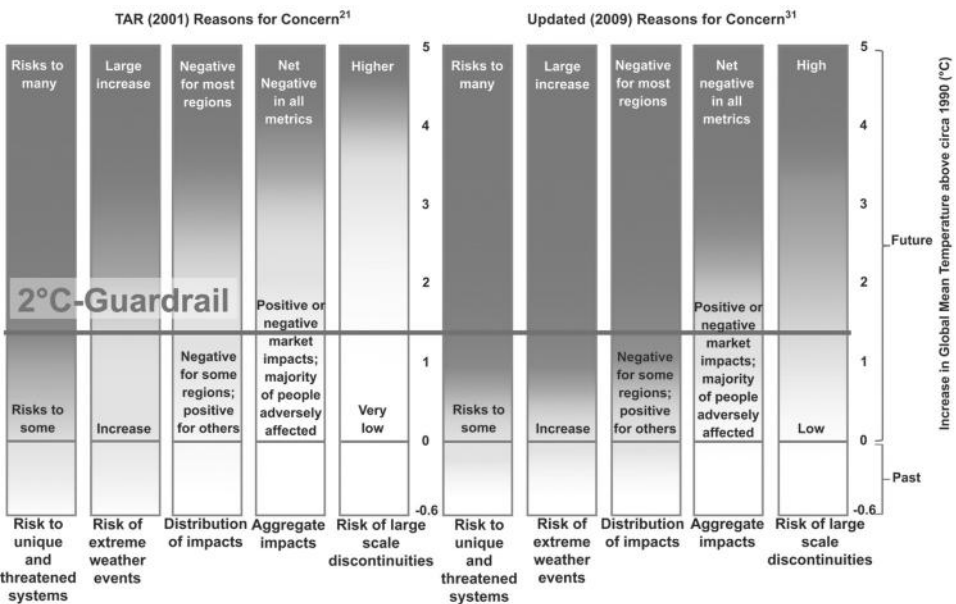 TAR (2001) Reasons for Concern21
Updated (2009) Reasons for Concern31
Risks to
many
Large
increase
Negative
for most
regions
Net
Negative
in all
metrics
Higher
5
4
3
2
1
0
-0.6
2°C-Guardrail
Risks to
some
Increase
Negative
for some
regions;
positive
for others
Positive or
negative
market
impacts;
majority
of people
adversely
affected
Very
low
Risk to
unique
and
threatened
systems
Risk of
extreme
weather
events
Distribution
of impacts
Aggregate
impacts
Risk of large
scale
discontinuities
Risks to
many
Large
increase
Negative
for most
regions
Net
negative
in all
metrics
High
5
4
3
2
1
0
-0.6
Risks to
some
Increase
Negative
for some
regions;
positive
for others
Positive or
negative
market
impacts;
majority
of people
adversely
affected
Low
Risk to
unique
and
threatened
systems
Risk of
extreme
weather
events
Distribution
of impacts
Aggregate
impacts
Risk of large
scale
discontinuities
Future
Past
Increase in Global Mean Temperature above circa 1990 (°C)